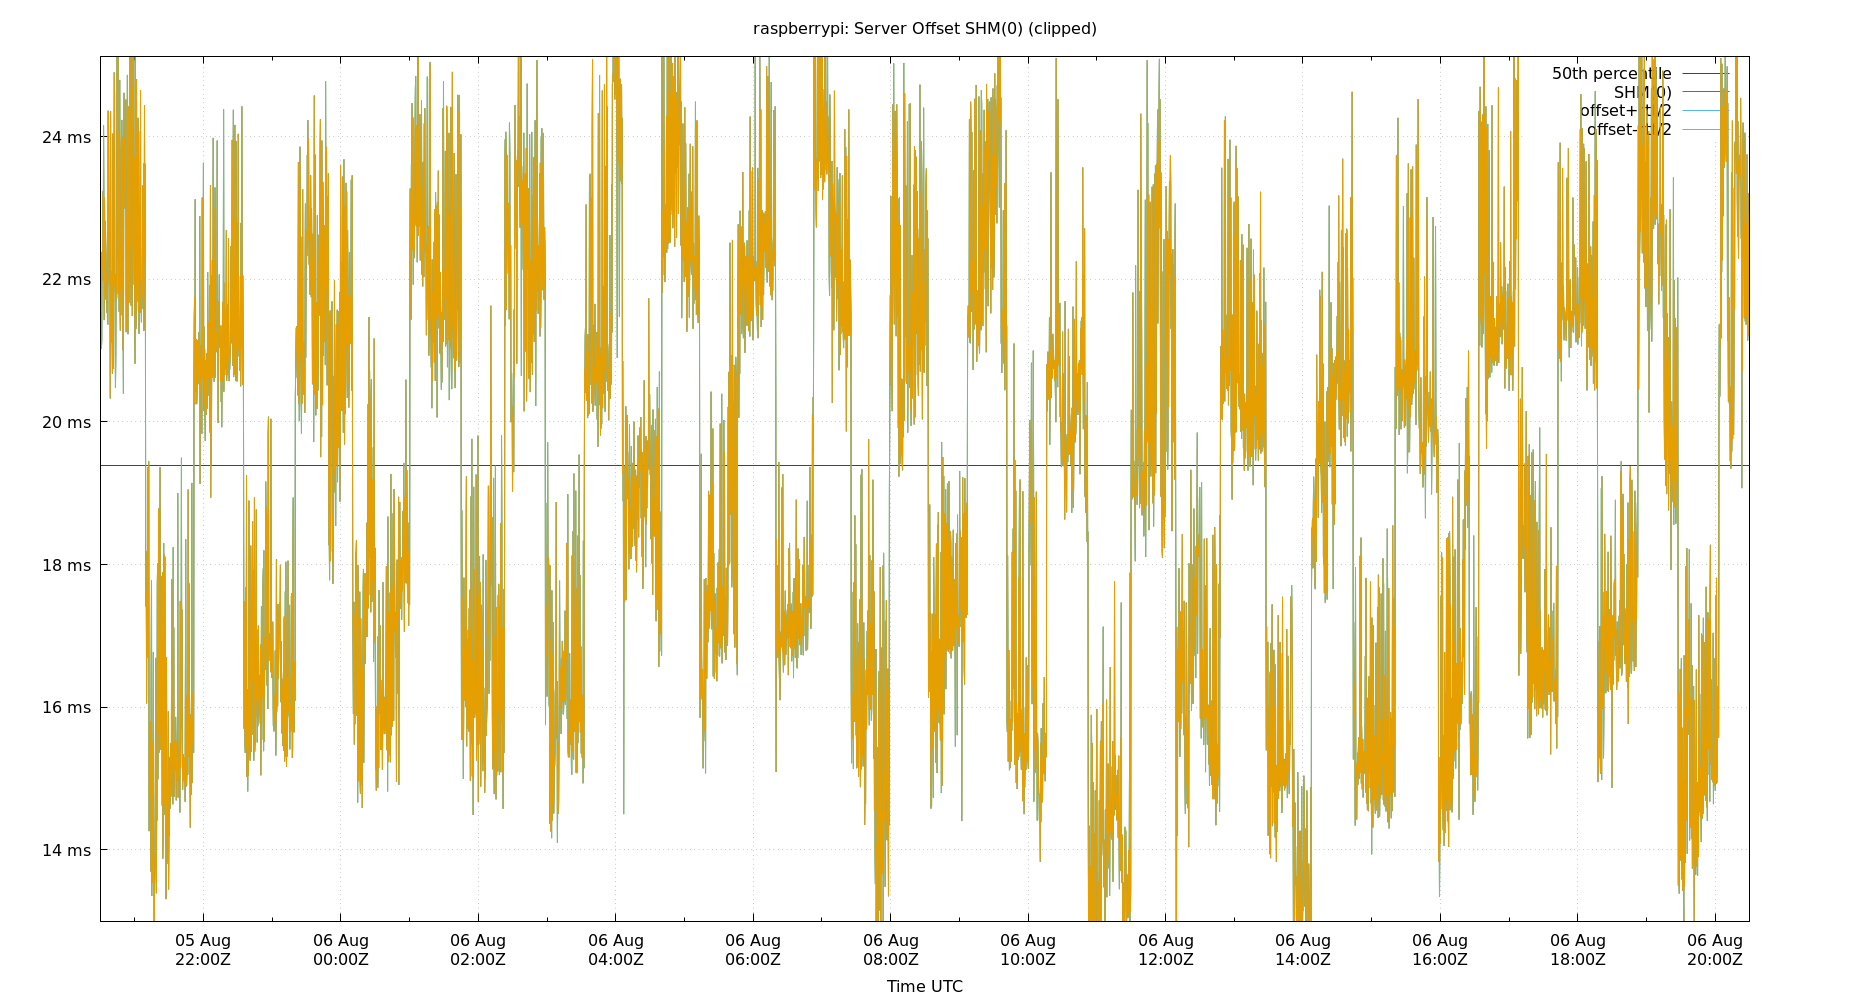 raspberrypi: Server Offset SHM(0) (clipped)
50th percentile
SHM(0)
offset+rtt/2
offset-rtt/2
24 ms
22 ms
20 ms
18 ms
16 ms
14 ms
05 Aug 06 Aug 06 Aug 06 Aug 06 Aug 06 Aug 06 Aug 06 Aug 06 Aug 06 Aug 06 Aug 06 Aug
22:00Z 00:00Z 02:00Z 04:00Z 06:00Z 08:00Z 10:00Z 12:00Z 14:00Z 16:00Z 18:00Z 20:00Z
Time UTC